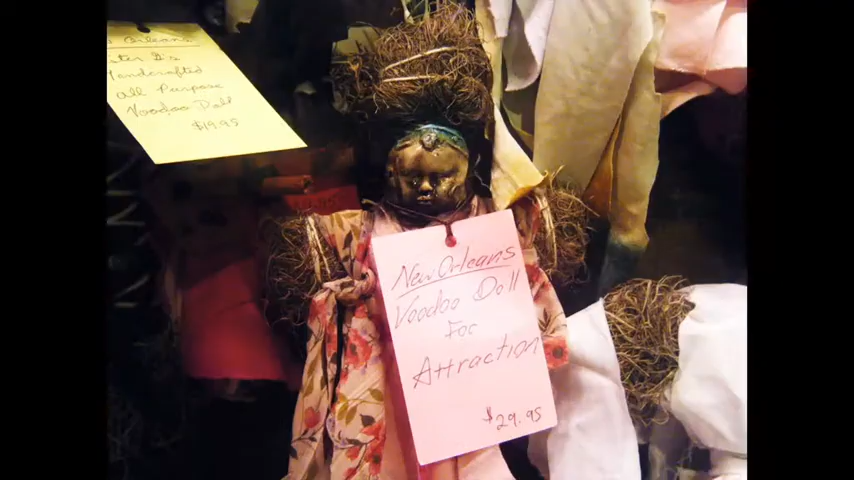 Orleans
Handcrafted
All Purpose
Voodoo Doll
$19.95
New Orleans
Voodoo Doll
For
Attraction
$29.95